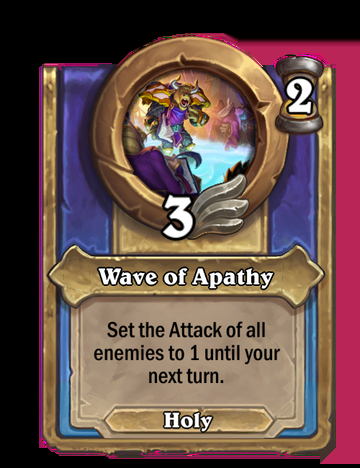 2
3
Wave of Apathy
Set the Attack of all
enemies to 1 until your
next turn.
Holy